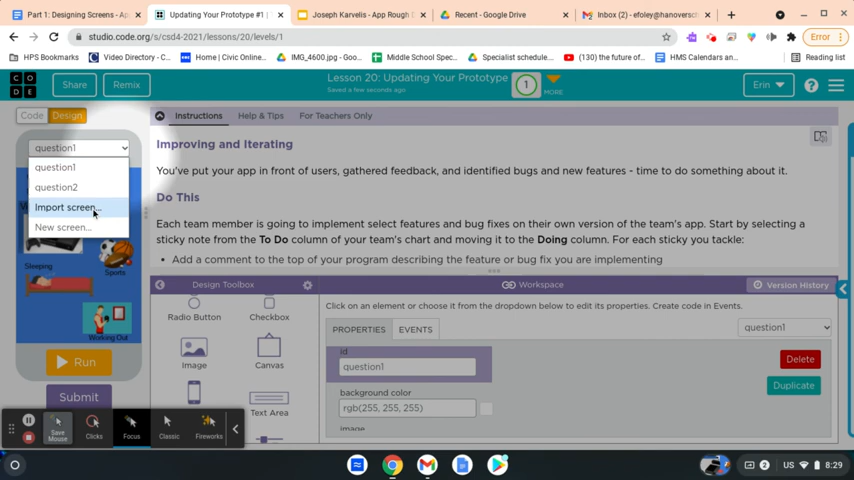 Part 1: Designing Screens - Ap
Updating Your Prototype #1
Joseph Karvelis - App Rough C
Recent - Google Drive
Inbox (2) - efoley@hanoversch
studio.code.org/s/csd4-2021/lessons/20/levels/1
Error
HPS Bookmarks
Video Directory - C...
Home | Civic Onlin...
IMG_4600.jpg - Goo...
Middle School Spec...
Specialist schedule...
(130) the future of...
HMS Calendars an
Reading list
CODE
Share
Remix
Lesson 20: Updating Your Prototype
Saved a few seconds ago
1
MORE
Erin
Code
Design
Instructions
Help & Tips
For Teachers Only
question1
question1
question2
Import screen...
New screen...
Sleeping
Sports
Working Out
Run
Submit
Improving and Iterating
You've put your app in front of users, gathered feedback, and identified bugs and new features - time to do something about it.
Do This
Each team member is going to implement select features and bug fixes on their own version of the team's app. Start by selecting a
sticky note from the To Do column of your team's chart and moving it to the Doing column. For each sticky you tackle:
• Add a comment to the top of your program describing the feature or bug fix you are implementing
Design Toolbox
Workspace
Version History
Radio Button
Checkbox
Image
Canvas
Text Area
Click on an element or choose it from the dropdown below to edit its properties. Create code in Events.
PROPERTIES
EVENTS
question1
id
question1
Delete
Duplicate
background color
rgb(255, 255, 255)
image
Save Mouse
Clicks
Focus
Classic
Fireworks
2
US
8:29